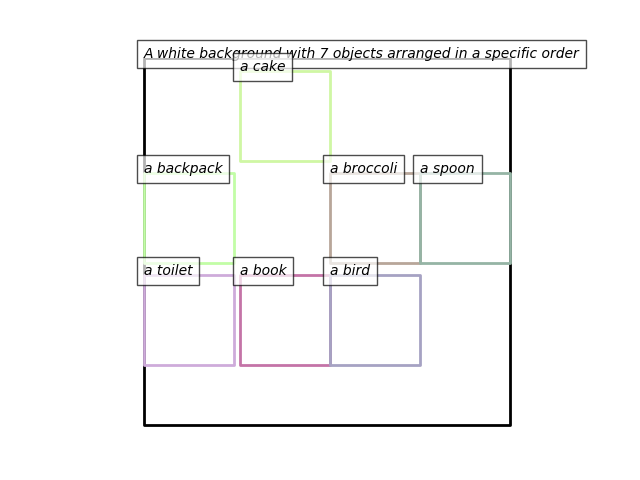 A white background with 7 objects arranged in a specific order
a cake
a backpack
a broccoli
a spoon
a toilet
a book
a bird